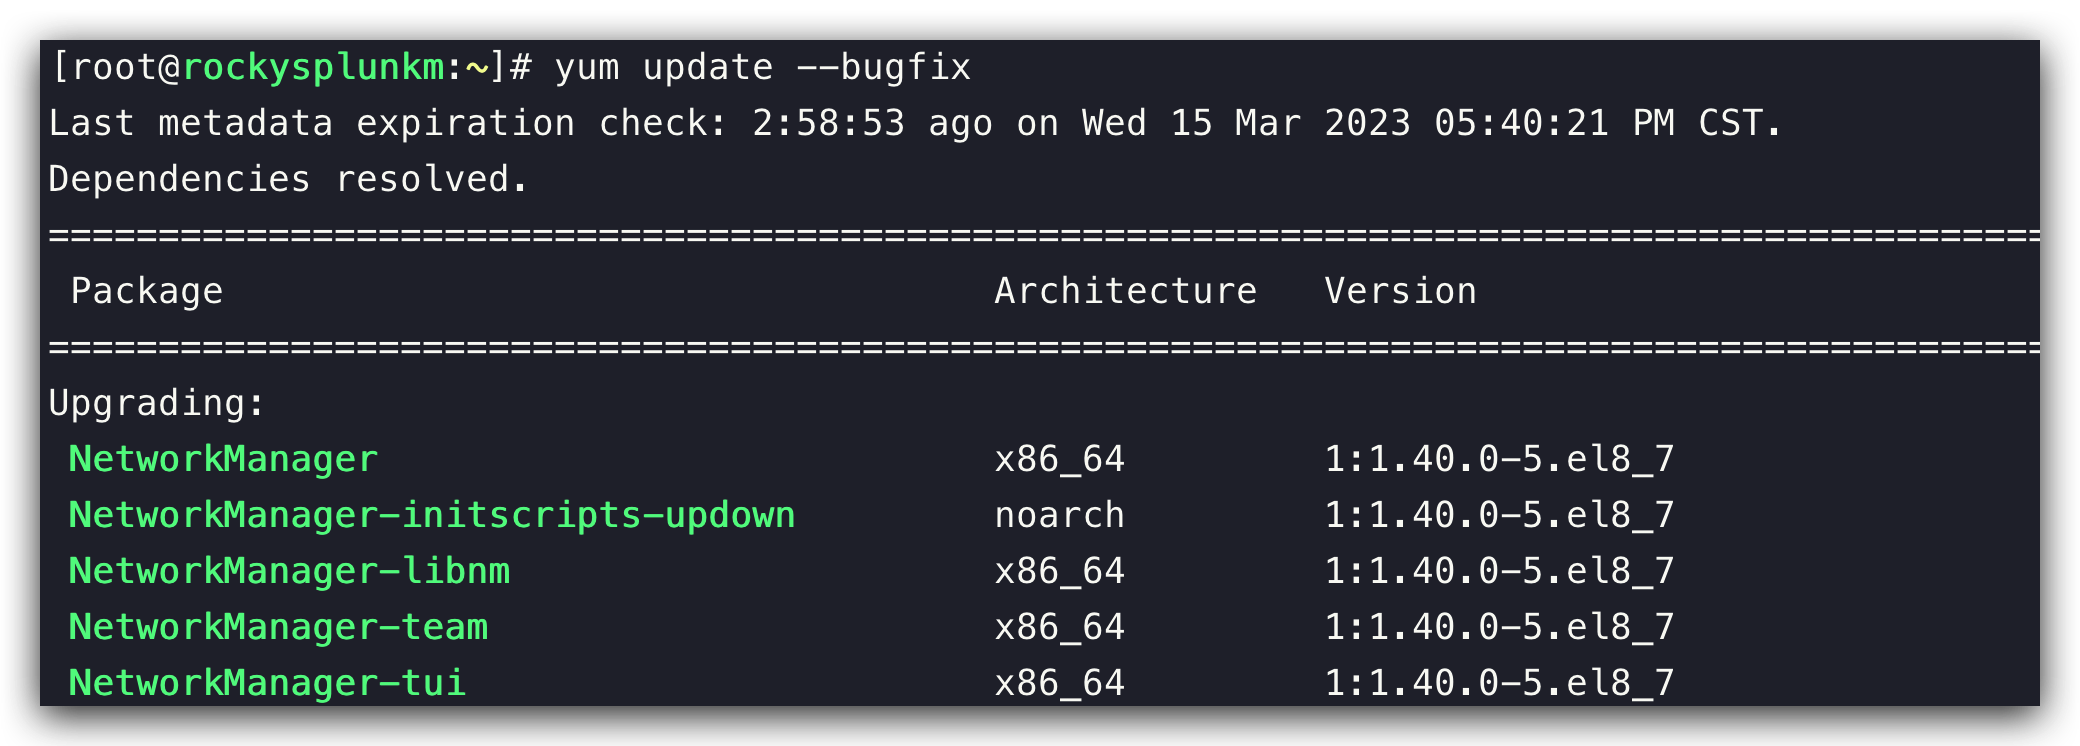 [root@rockysplunkm:~]# yum update --bugfix
Last metadata expiration check: 2:58:53 ago on Wed 15 Mar 2023 05:40:21 PM CST.
Dependencies resolved.
===========================================================================================
 Package                                   Architecture   Version
===========================================================================================
Upgrading:
 NetworkManager                            x86_64         1:1.40.0-5.el8_7
 NetworkManager-initscripts-updown         noarch         1:1.40.0-5.el8_7
 NetworkManager-libnm                      x86_64         1:1.40.0-5.el8_7
 NetworkManager-team                       x86_64         1:1.40.0-5.el8_7
 NetworkManager-tui                        x86_64         1:1.40.0-5.el8_7